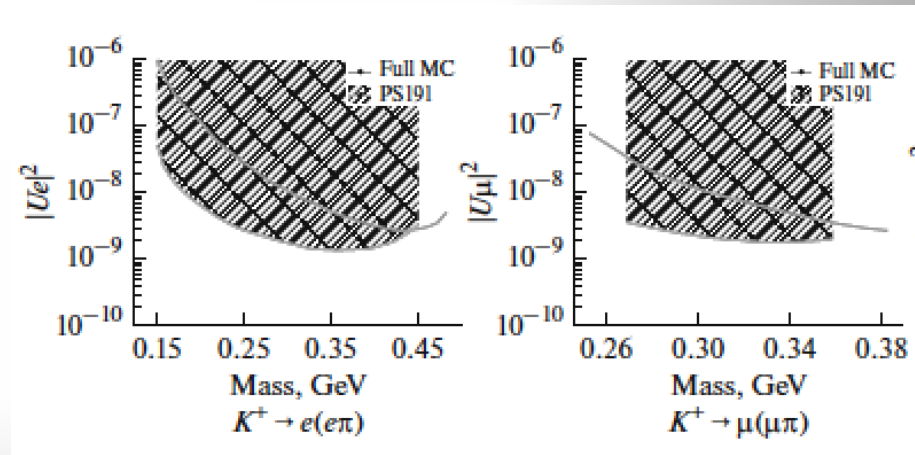 10⁻⁶
10⁻⁷
10⁻⁸
10⁻⁹
10⁻¹⁰
|Ue|²
Full MC
PS191
0.15 0.25 0.35 0.45
Mass, GeV
K⁺ → e(eπ)
10⁻⁶
10⁻⁷
10⁻⁸
10⁻⁹
10⁻¹⁰
|Uμ|²
Full MC
PS191
0.26 0.30 0.34 0.38
Mass, GeV
K⁺ → μ(μπ)